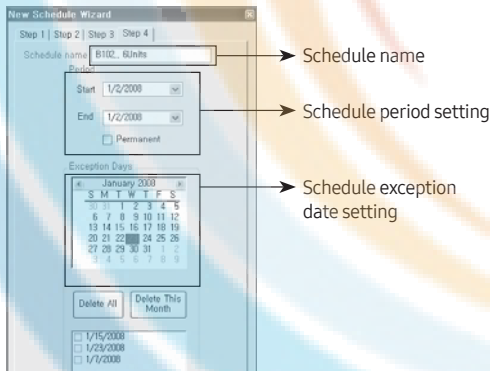 New Schedule Wizard
Step 1 | Step 2 | Step 3 Step 4
Schedule name B102,. 6Units
Schedule name
Period
Start 1/2/2008
Schedule period setting
End 1/2/2008
Permanent
Exception Days
January 2008
Schedule exception
date setting
S M T W T F S
30 31 1 2 3 4 5
6 7 8 9 10 11 12
13 14 15 16 17 18 19
20 21 22 24 25 26
27 28 29 30 31 1 2
3 4 5 6 7 8 9
Delete All
Delete This
Month
1/15/2008
1/23/2008
1/7/2008